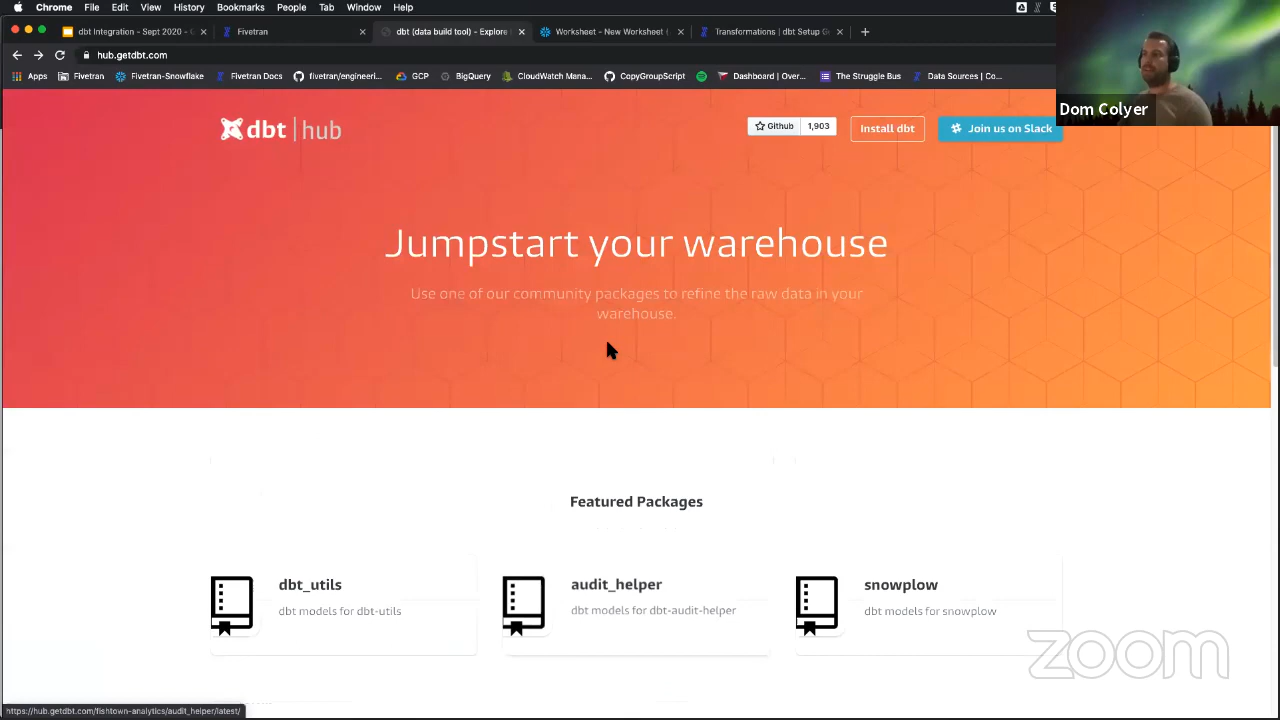 Chrome File Edit View History Bookmarks People Tab Window Help
dbt Integration - Sept 2020 - G
Fivetran
dbt (data build tool) - Explore
Worksheet - New Worksheet
Transformations | dbt Setup G
hub.getdbt.com
Apps Fivetran Fivetran-Snowflake Fivetran Docs fivetran/engineeri... GCP BigQuery CloudWatch Mana... CopyGroupScript Dashboard | Over... The Struggle Bus Data Sources | Co...
Dom Colyer
dbt hub
Github 1,903
Install dbt
Join us on Slack
Jumpstart your warehouse
Use one of our community packages to refine the raw data in your
warehouse.
Featured Packages
dbt_utils
dbt models for dbt-utils
audit_helper
dbt models for dbt-audit-helper
snowplow
dbt models for snowplow
zoom
https://hub.getdbt.com/fishtown-analytics/audit_helper/latest/